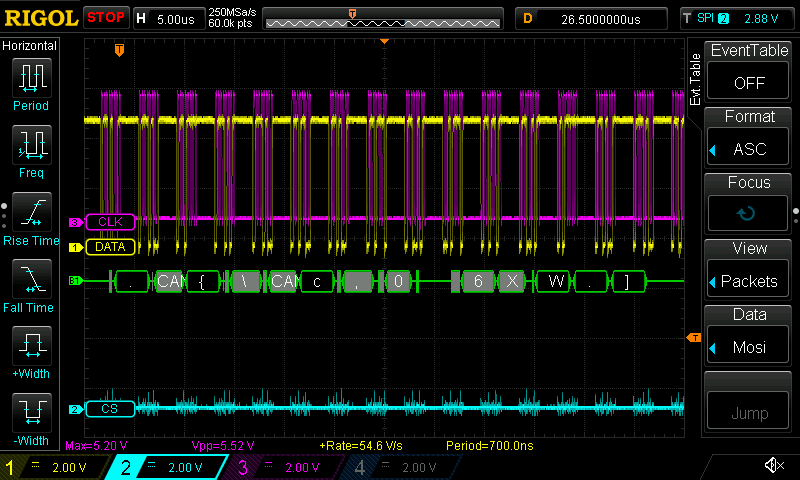 RIGOL STOP H 5.00us 250MSa/s 60.0k pts T D 26.5000000us T SPI 2 2.88 V
Horizontal
Period
Freq
Rise Time
Fall Time
+Width
-Width
T
3 CLK
1 DATA
B1 . CAN { \ CAN c , 0 6 X W . ]
2 CS
T
Max=5.20 V Vpp=5.52 V +Rate=54.6 V/s Period=700.0ns
1 2.00 V 2 2.00 V 3 2.00 V 4 2.00 V
Evt Table
EventTable
OFF
Format
ASC
Focus
View
Packets
Data
Mosi
Jump